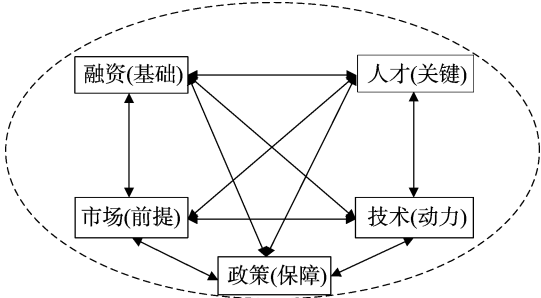 融资(基础)
人才(关键)
市场(前提)
技术(动力)
政策(保障)